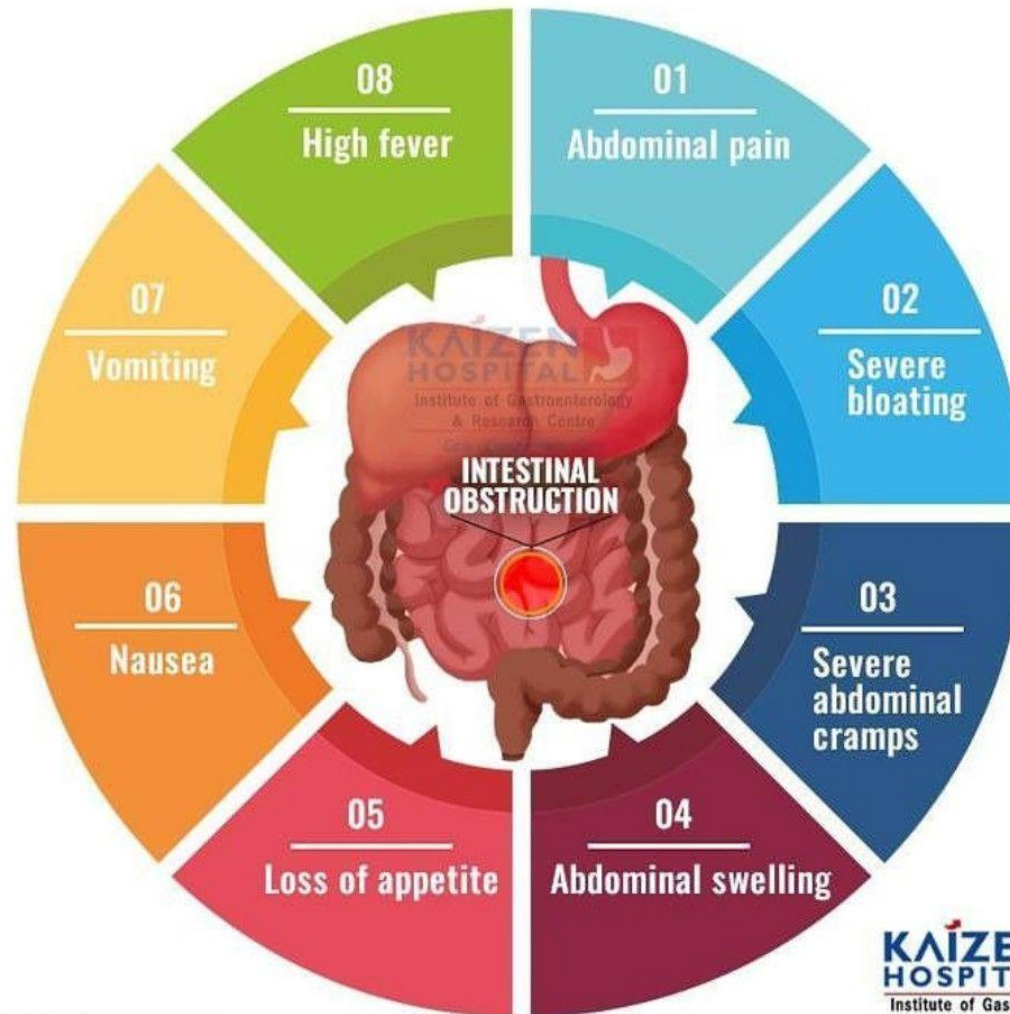 08
High fever
01
Abdominal pain
07
Vomiting
02
Severe
bloating
KAIZEN
HOSPITAL
Institute of Gastroenterology
& Research Centre
INTESTINAL
OBSTRUCTION
06
Nausea
03
Severe
abdominal
cramps
05
Loss of appetite
04
Abdominal swelling
KAIZE
HOSPIT
Institute of Gas